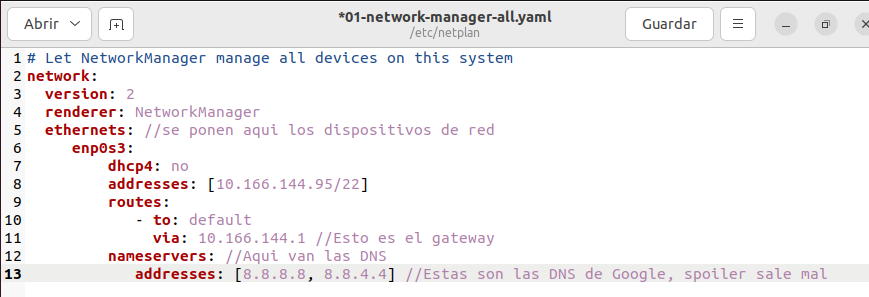 Abrir
*01-network-manager-all.yaml
/etc/netplan
Guardar
1 # Let NetworkManager manage all devices on this system
2 network:
3   version: 2
4   renderer: NetworkManager
5   ethernets: //se ponen aqui los dispositivos de red
6      enp0s3:
7          dhcp4: no
8          addresses: [10.166.144.95/22]
9          routes:
10             - to: default
11               via: 10.166.144.1 //Esto es el gateway
12         nameservers: //Aqui van las DNS
13             addresses: [8.8.8.8, 8.8.4.4] //Estas son las DNS de Google, spoiler sale mal